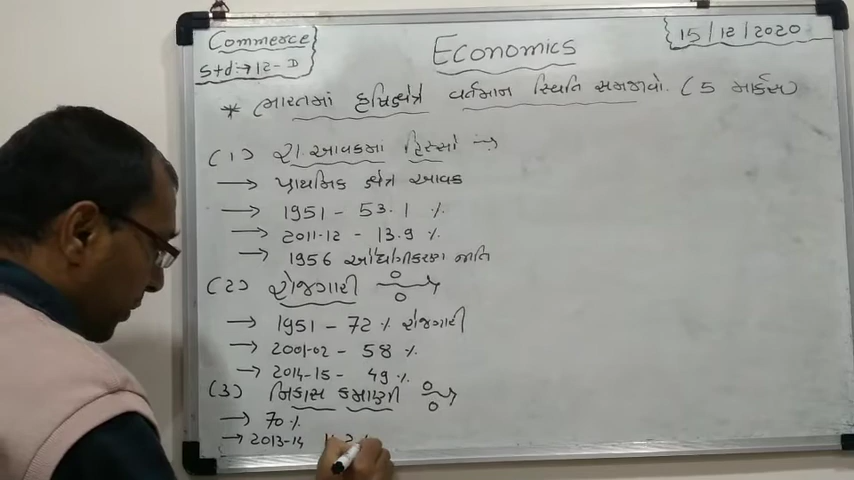 Commerce
Std:→12-D
Economics
15/12/2020
* ભારતમાં કૃષિક્ષેત્રે વર્તમાન સ્થિતિ સમજાવો. (5 માર્કસ)
(1) રા.આવકમાં હિસ્સો →
→ પ્રાથમિક ક્ષેત્ર આવક
→ 1951 - 53.1 %
→ 2011-12 - 13.9 %
→ 1956 ઔદ્યોગીકરણ નીતિ
(2) રોજગારી
→ 1951 - 72 % રોજગારી
→ 2001-02 - 58 %
→ 2014-15 - 49 %
(3) નિકાસ કમાણી
→ 70 %
→ 2013-14